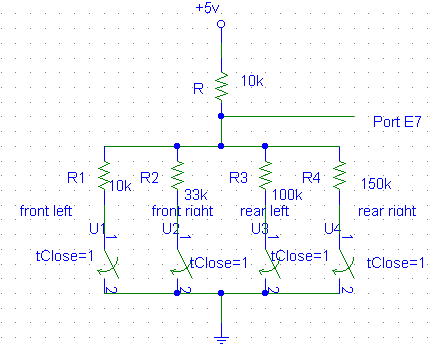 +5v
R
10k
Port E7
R1
10k
R2
33k
R3
100k
R4
150k
front left
front right
rear left
rear right
U1
1
U2
1
U3
1
U4
1
tClose=1
tClose=1
tClose=1
tClose=1
2
2
2
2